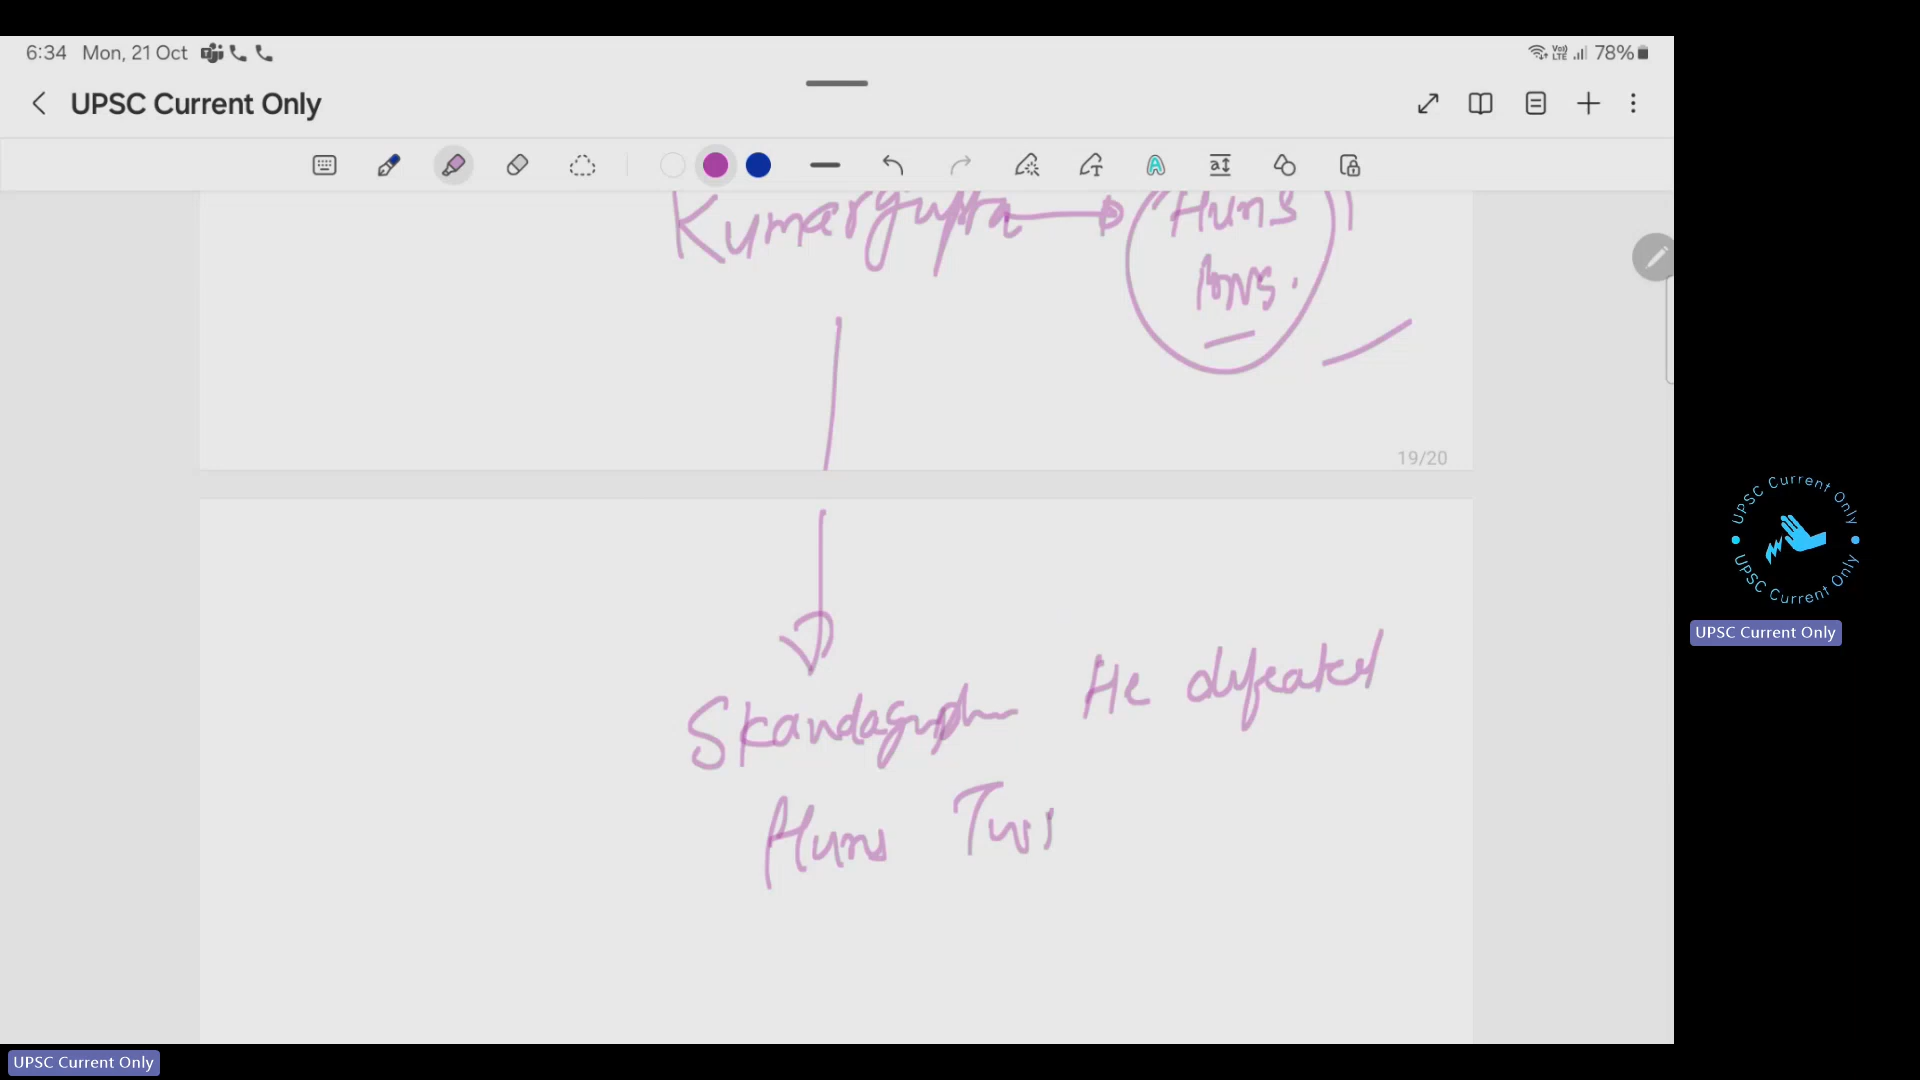 6:34 Mon, 21 Oct 78%
UPSC Current Only
Kumargupta Huns
19/20
Skandagupta He defeated
Huns
UPSC Current Only
UPSC Current Only
UPSC Current Only
UPSC Current Only